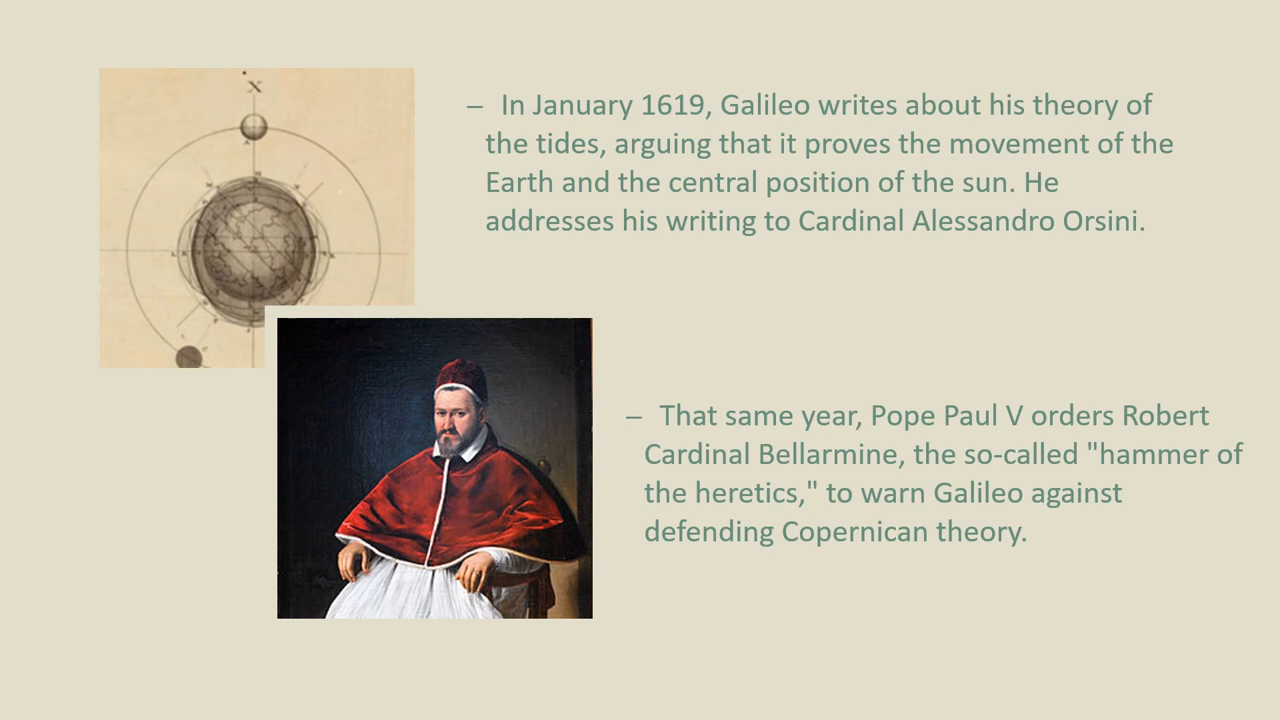 X
– In January 1619, Galileo writes about his theory of
the tides, arguing that it proves the movement of the
Earth and the central position of the sun. He
addresses his writing to Cardinal Alessandro Orsini.
– That same year, Pope Paul V orders Robert
Cardinal Bellarmine, the so-called "hammer of
the heretics," to warn Galileo against
defending Copernican theory.